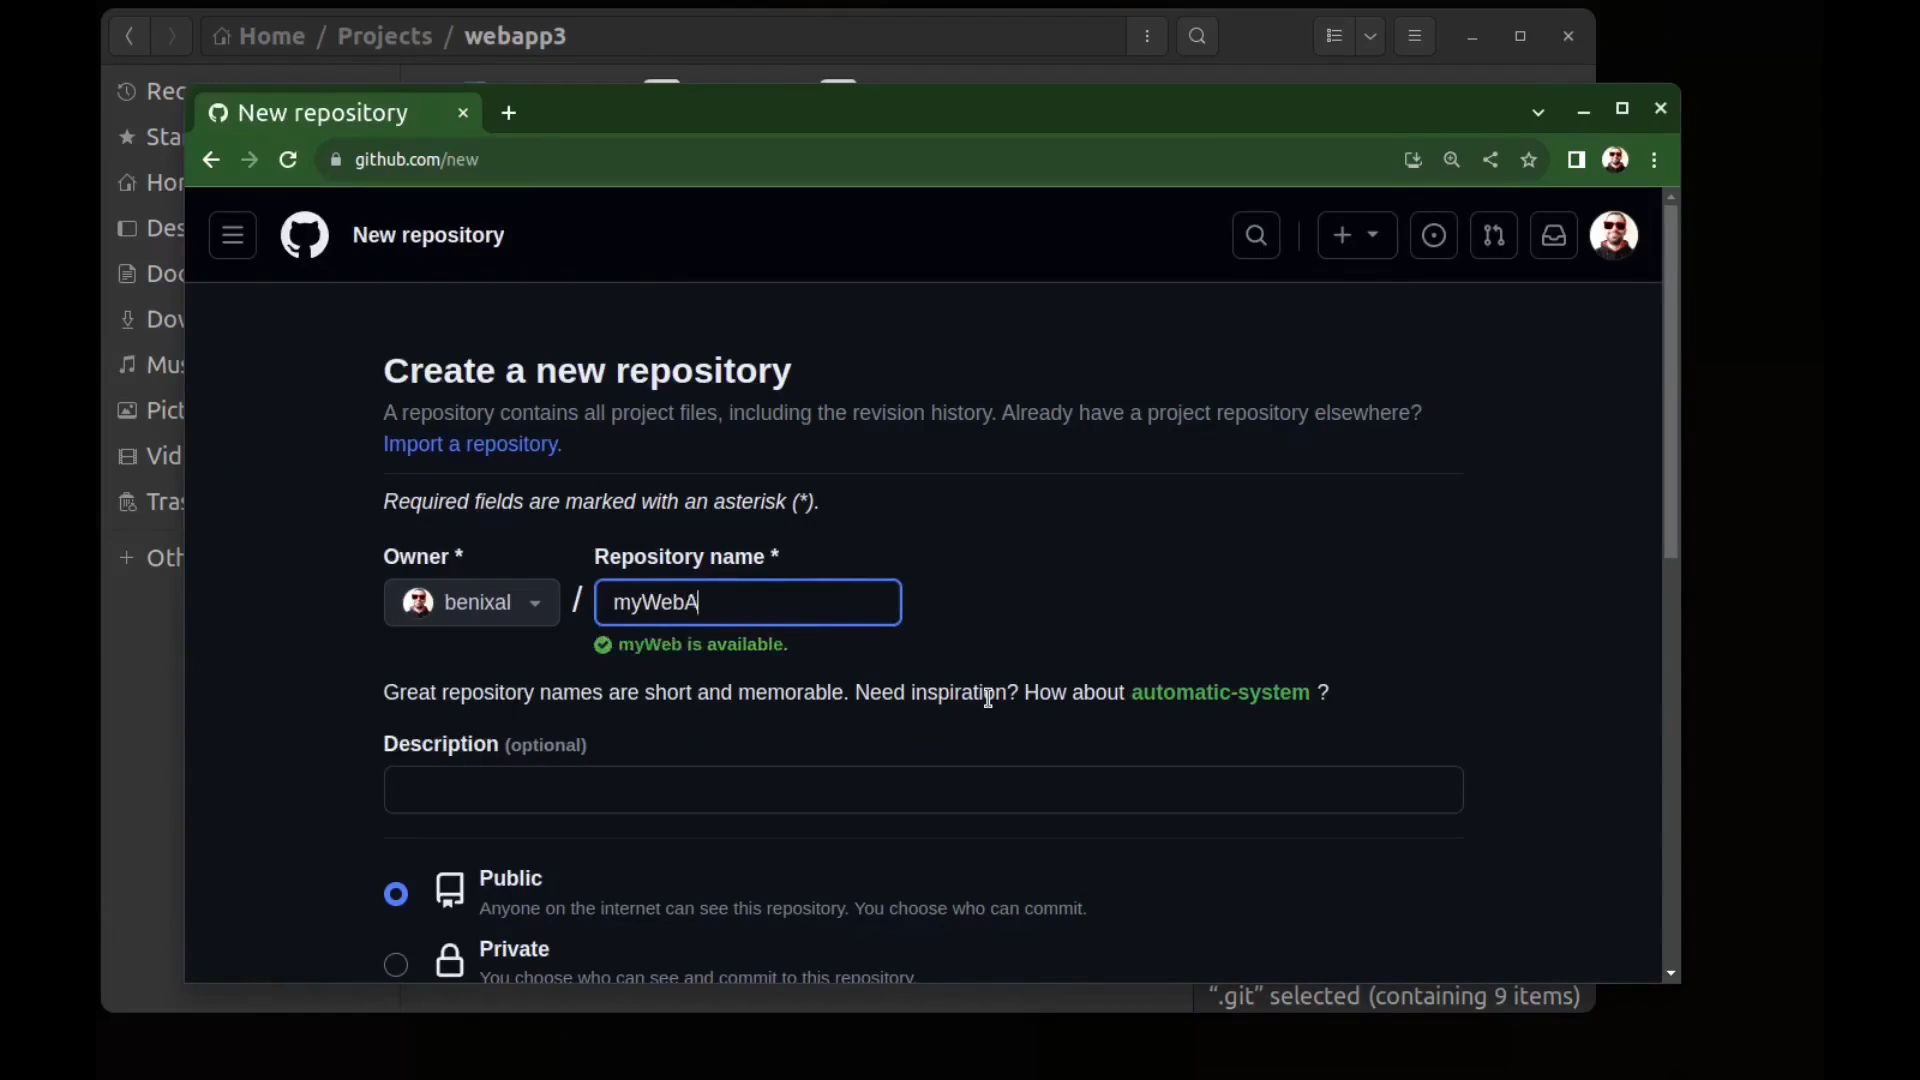 Home / Projects / webapp3
Rec
Sta
Hor
Des
Doc
Dov
Mus
Pict
Vid
Tras
+ Oth
New repository
github.com/new
New repository
Create a new repository
A repository contains all project files, including the revision history. Already have a project repository elsewhere?
Import a repository.
Required fields are marked with an asterisk (*).
Owner * Repository name *
benixal / myWebA
myWeb is available.
Great repository names are short and memorable. Need inspiration? How about automatic-system ?
Description (optional)
Public
Anyone on the internet can see this repository. You choose who can commit.
Private
You choose who can see and commit to this repository.
“.git” selected (containing 9 items)